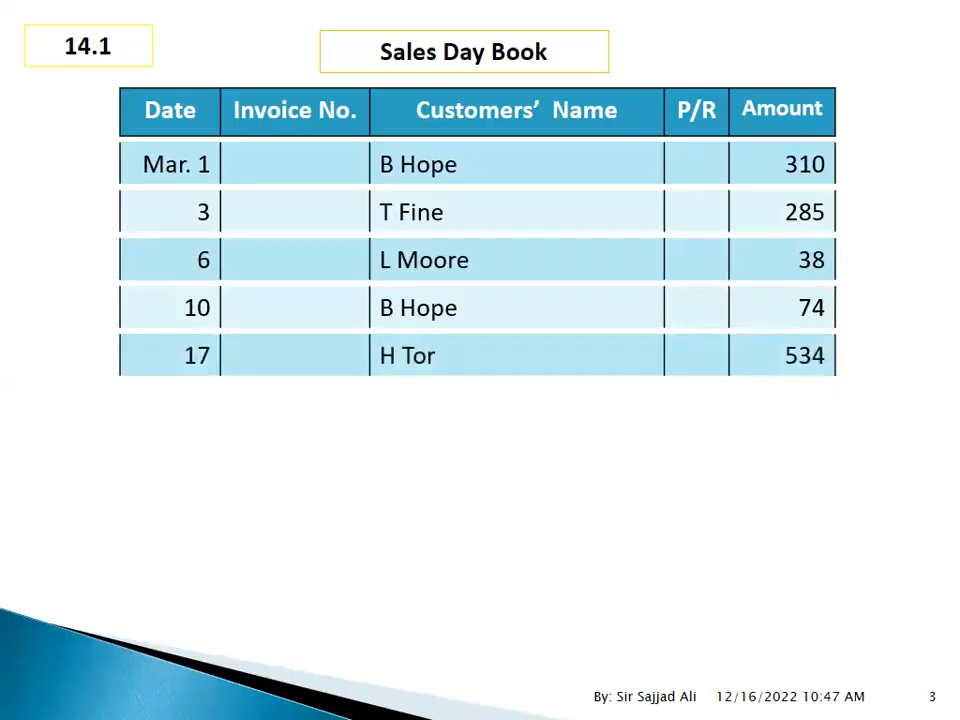 14.1
Sales Day Book
Date Invoice No. Customers’ Name P/R Amount
Mar. 1 B Hope 310
3 T Fine 285
6 L Moore 38
10 B Hope 74
17 H Tor 534
By: Sir Sajjad Ali 12/16/2022 10:47 AM 3